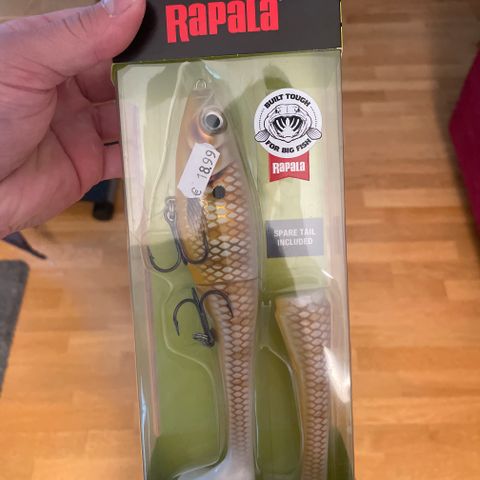 RAPALA
BUILT TOUGH
FOR BIG FISH
RAPALA
€ 18,99
SPARE TAIL
INCLUDED